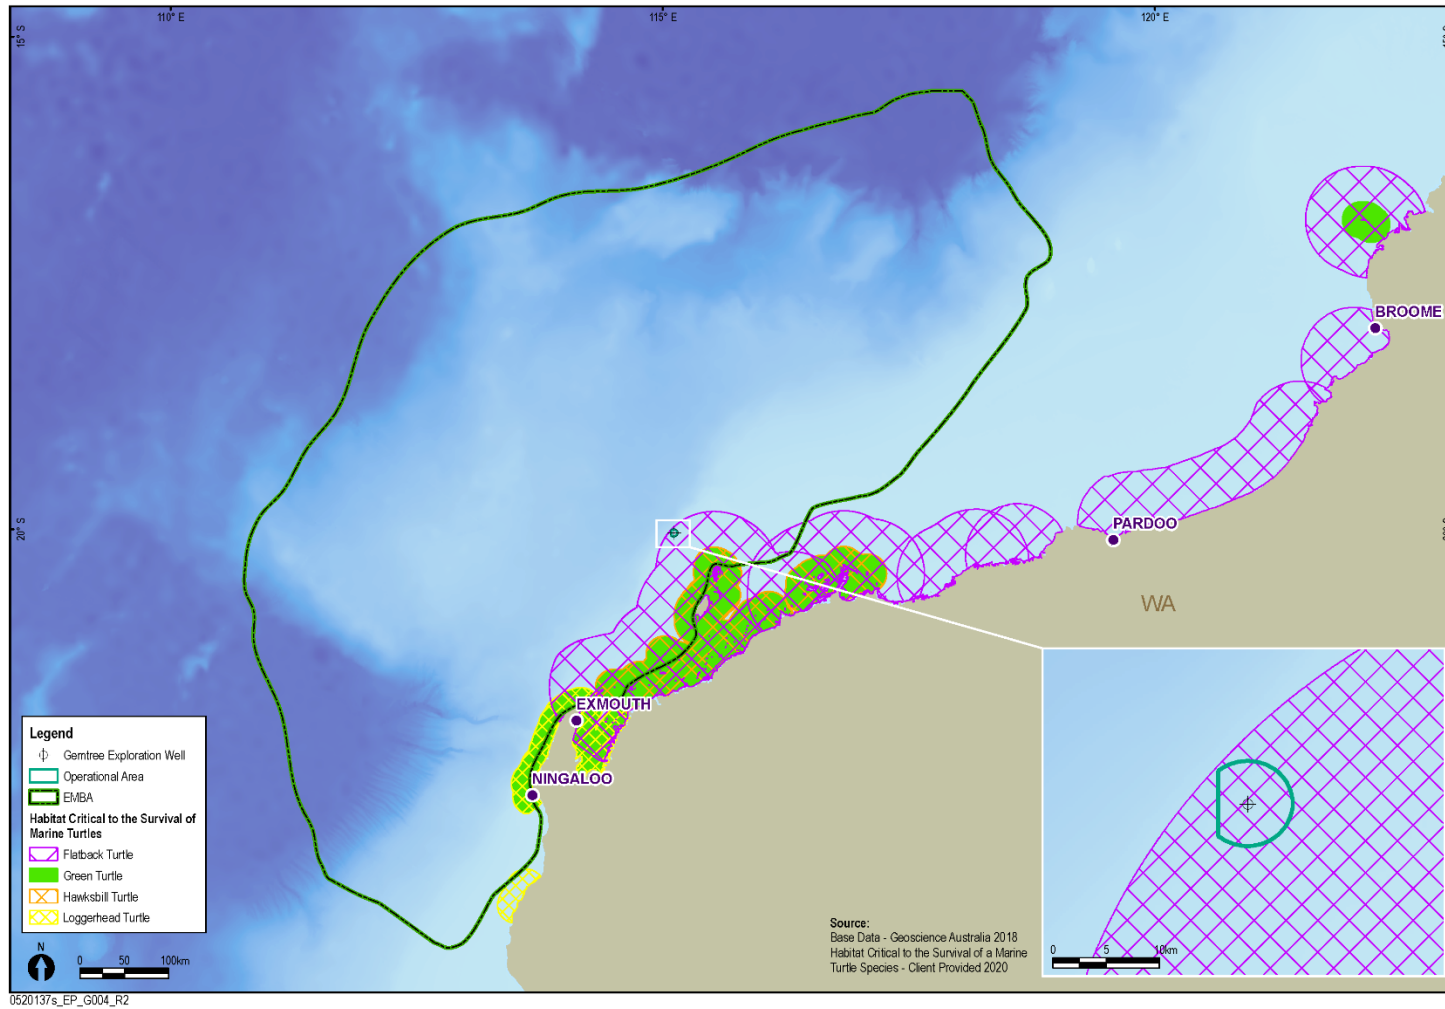 110° E
115° E
120° E
15° S
20° S
BROOME
PARDOO
WA
EXMOUTH
NINGALOO
Legend
Gemtree Exploration Well
Operational Area
EMBA
Habitat Critical to the Survival of
Marine Turtles
Flatback Turtle
Green Turtle
Hawksbill Turtle
Loggerhead Turtle
N
0 50 100km
Source:
Base Data - Geoscience Australia 2018
Habitat Critical to the Survival of a Marine
Turtle Species - Client Provided 2020
0 5 10km
0520137s_EP_G004_R2